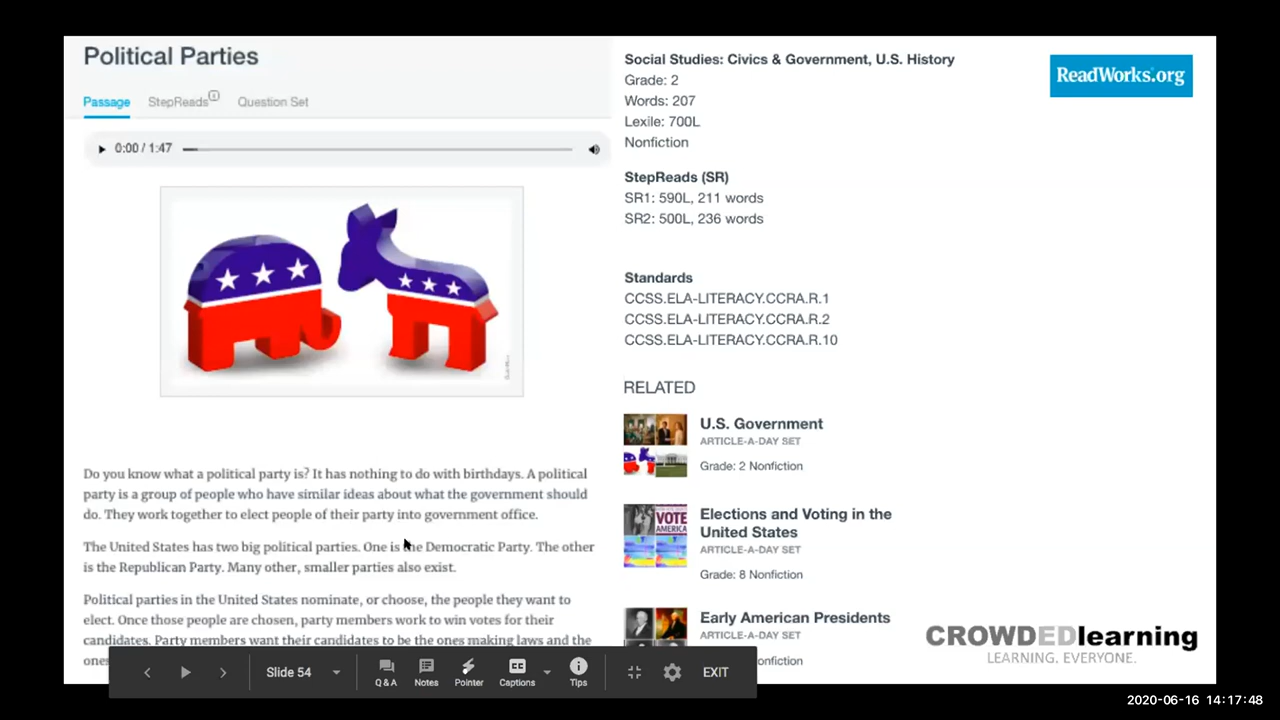 Political Parties
Passage
StepReads
Question Set
0:00 / 1:47
Do you know what a political party is? It has nothing to do with birthdays. A political
party is a group of people who have similar ideas about what the government should
do. They work together to elect people of their party into government office.
The United States has two big political parties. One is the Democratic Party. The other
is the Republican Party. Many other, smaller parties also exist.
Political parties in the United States nominate, or choose, the people they want to
elect. Once those people are chosen, party members work to win votes for their
candidates. Party members want their candidates to be the ones making laws and the
Social Studies: Civics & Government, U.S. History
Grade: 2
Words: 207
Lexile: 700L
Nonfiction
StepReads (SR)
SR1: 590L, 211 words
SR2: 500L, 236 words
Standards
CCSS.ELA-LITERACY.CCRA.R.1
CCSS.ELA-LITERACY.CCRA.R.2
CCSS.ELA-LITERACY.CCRA.R.10
RELATED
U.S. Government
ARTICLE-A-DAY SET
Grade: 2 Nonfiction
VOTE
AMERICA
Elections and Voting in the
United States
ARTICLE-A-DAY SET
Grade: 8 Nonfiction
Early American Presidents
ARTICLE-A-DAY SET
onfiction
ReadWorks.org
CROWDEDlearning
LEARNING. EVERYONE.
Slide 54
Q & A
Notes
Pointer
Captions
Tips
EXIT
2020-06-16 14:17:48